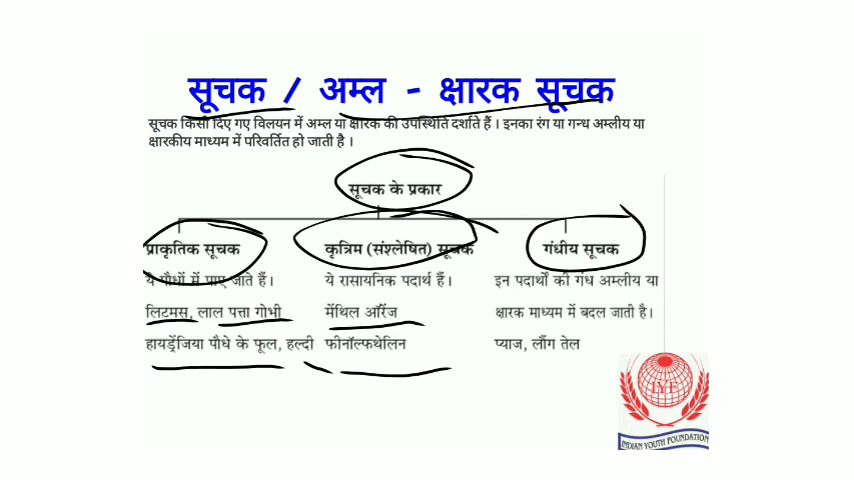 सूचक / अम्ल - क्षारक सूचक
सूचक किसी दिए गए विलयन में अम्ल या क्षारक की उपस्थिति दर्शाते हैं । इनका रंग या गन्ध अम्लीय या
क्षारकीय माध्यम में परिवर्तित हो जाती है ।
सूचक के प्रकार
प्राकृतिक सूचक
ये पौधों में पाए जाते हैं।
लिटमस, लाल पत्ता गोभी
हायड्रेंजिया पौधे के फूल, हल्दी
कृत्रिम (संश्लेषित) सूचक
ये रासायनिक पदार्थ हैं।
मेंथिल ऑरेंज
फीनॉल्फथेलिन
गंधीय सूचक
इन पदार्थों की गंध अम्लीय या
क्षारक माध्यम में बदल जाती है।
प्याज, लौंग तेल
IYF
INDIAN YOUTH FOUNDATION